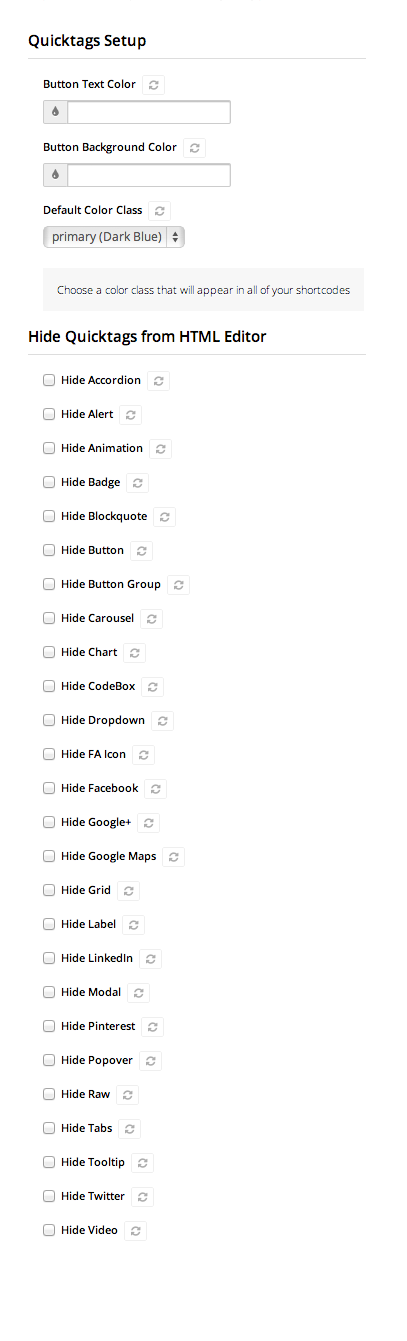 Quicktags Setup
Button Text Color
Button Background Color
Default Color Class
primary (Dark Blue)
Choose a color class that will appear in all of your shortcodes
Hide Quicktags from HTML Editor
Hide Accordion
Hide Alert
Hide Animation
Hide Badge
Hide Blockquote
Hide Button
Hide Button Group
Hide Carousel
Hide Chart
Hide CodeBox
Hide Dropdown
Hide FA Icon
Hide Facebook
Hide Google+
Hide Google Maps
Hide Grid
Hide Label
Hide LinkedIn
Hide Modal
Hide Pinterest
Hide Popover
Hide Raw
Hide Tabs
Hide Tooltip
Hide Twitter
Hide Video